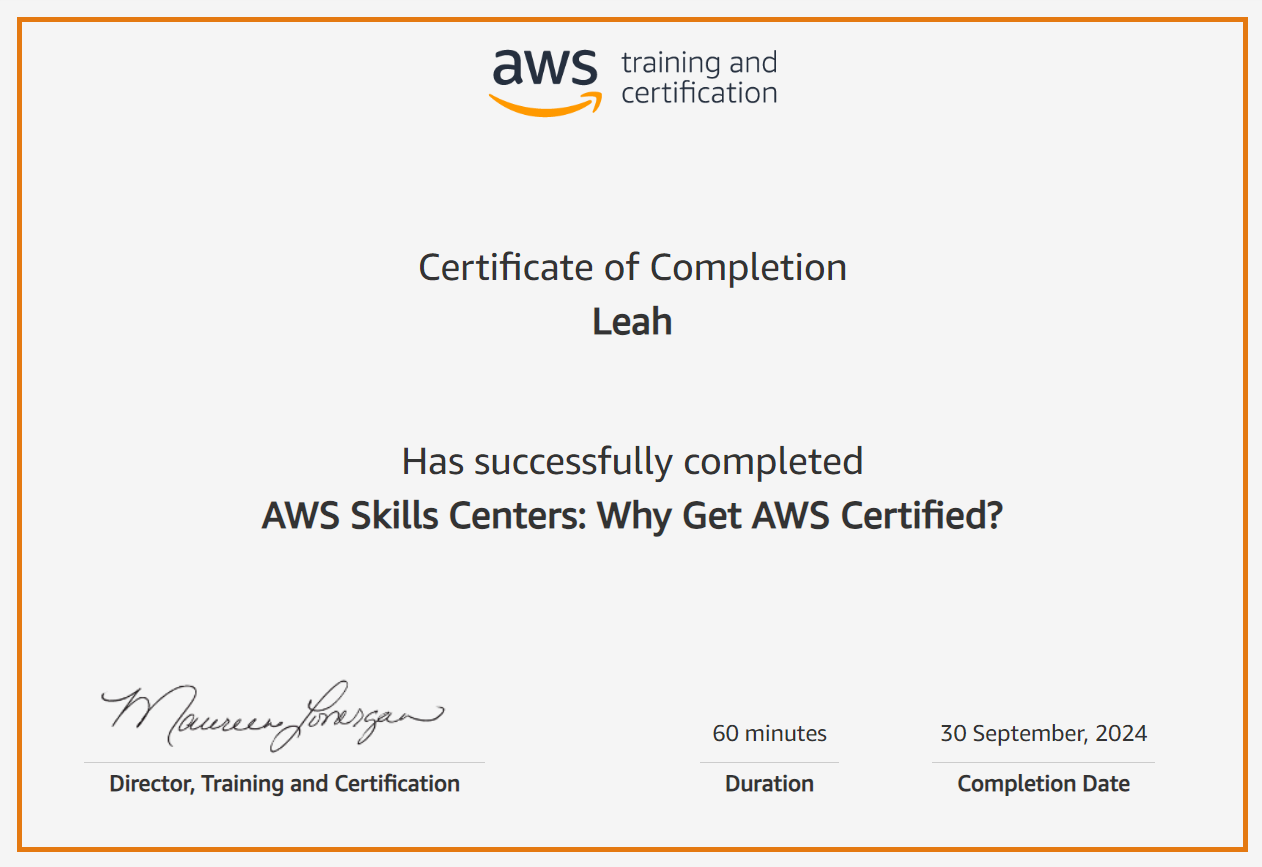 aws training and
certification
Certificate of Completion
Leah
Has successfully completed
AWS Skills Centers: Why Get AWS Certified?
Maureen Lonergan
60 minutes
30 September, 2024
Director, Training and Certification
Duration
Completion Date